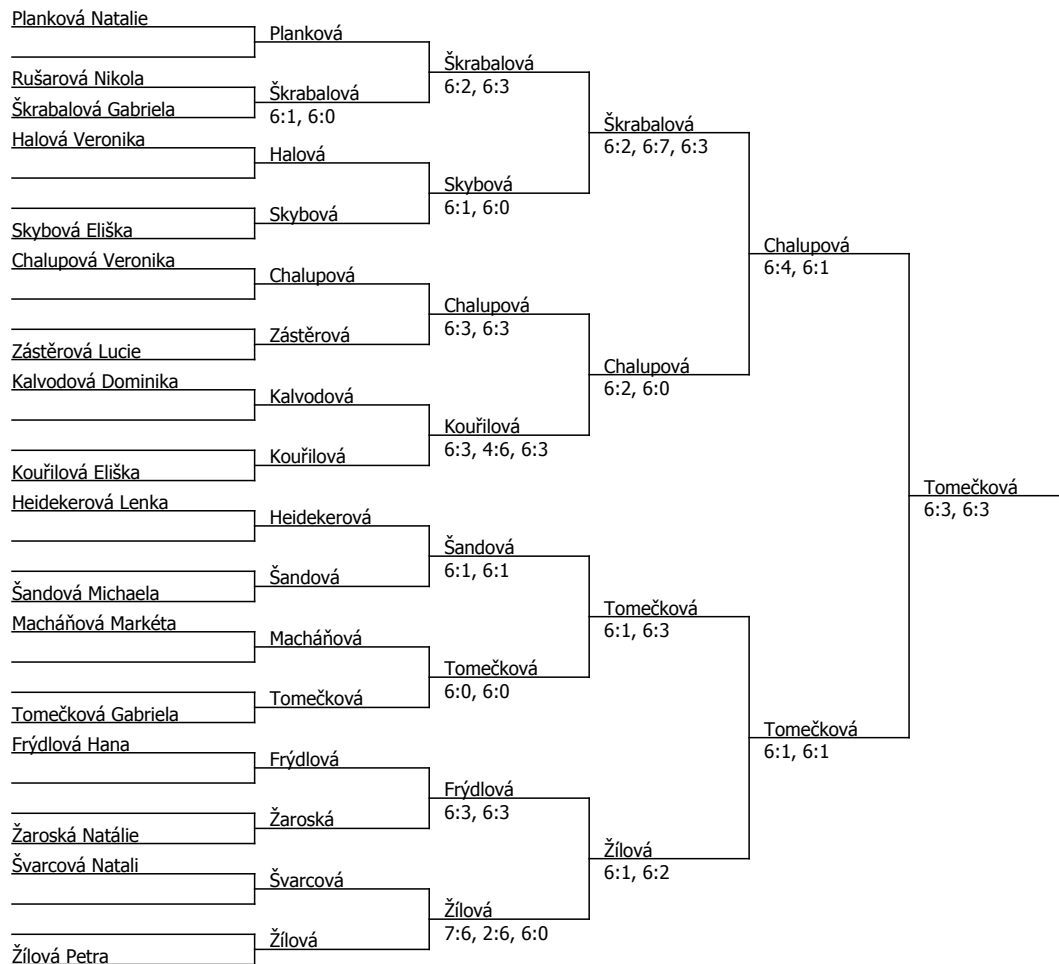 Planková Natalie
Rušarová Nikola
Škrabalová Gabriela
Halová Veronika
Skybová Eliška
Chalupová Veronika
Zástěrová Lucie
Kalvodová Dominika
Kouřilová Eliška
Heidekerová Lenka
Šandová Michaela
Macháňová Markéta
Tomečková Gabriela
Frýdlová Hana
Žaroská Natálie
Švarcová Natali
Žílová Petra
Planková
Škrabalová
6:1, 6:0
Halová
Skybová
Chalupová
Zástěrová
Kalvodová
Kouřilová
Heidekerová
Šandová
Macháňová
Tomečková
Frýdlová
Žaroská
Švarcová
Žílová
Škrabalová
6:2, 6:3
Skybová
6:1, 6:0
Chalupová
6:3, 6:3
Kouřilová
6:3, 4:6, 6:3
Šandová
6:1, 6:1
Tomečková
6:0, 6:0
Frýdlová
6:3, 6:3
Žílová
7:6, 2:6, 6:0
Škrabalová
6:2, 6:7, 6:3
Chalupová
6:2, 6:0
Tomečková
6:1, 6:3
Žílová
6:1, 6:2
Chalupová
6:4, 6:1
Tomečková
6:1, 6:1
Tomečková
6:3, 6:3